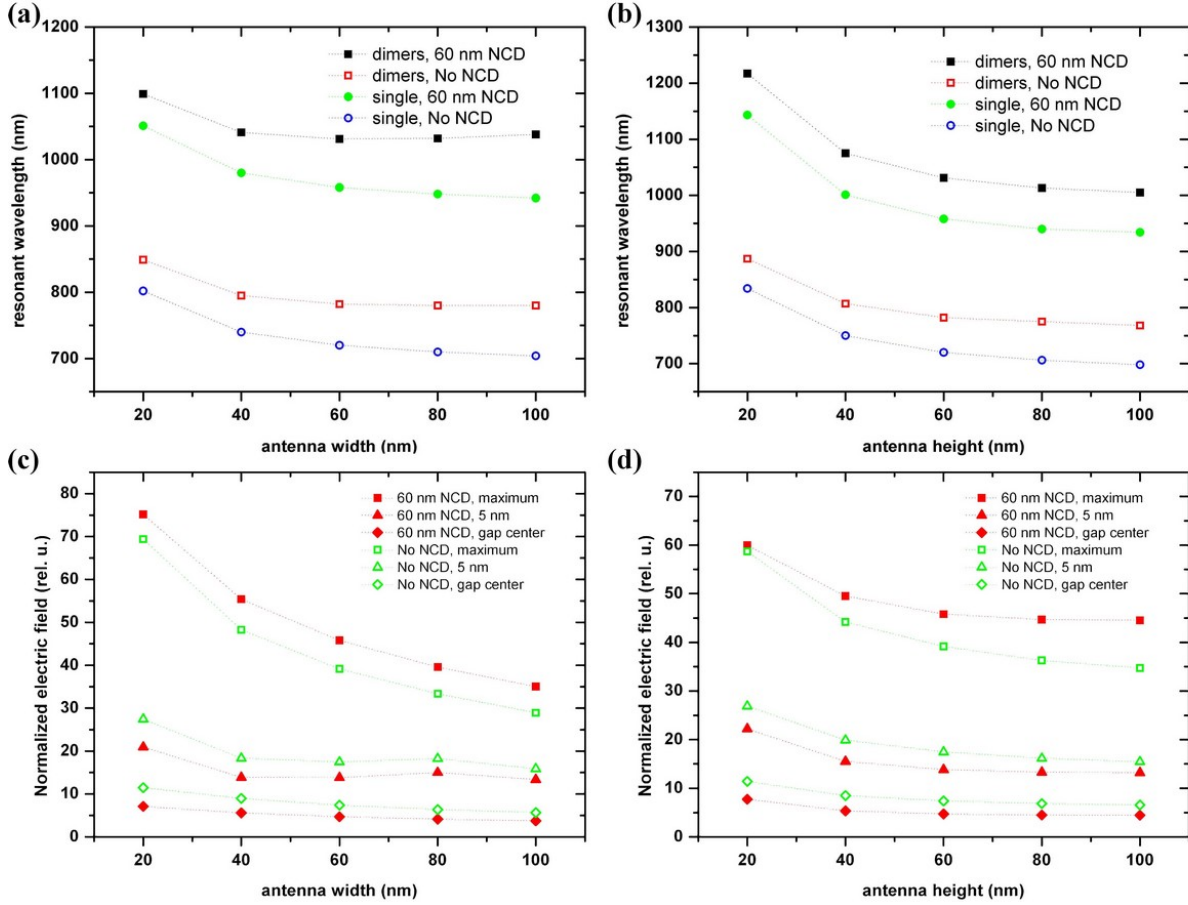 (a)
1200
1100
1000
900
800
700
resonant wavelength (nm)
dimers, 60 nm NCD
dimers, No NCD
single, 60 nm NCD
single, No NCD
20 40 60 80 100
antenna width (nm)
(b)
1300
1200
1100
1000
900
800
700
resonant wavelength (nm)
dimers, 60 nm NCD
dimers, No NCD
single, 60 nm NCD
single, No NCD
20 40 60 80 100
antenna height (nm)
(c)
80
70
60
50
40
30
20
10
0
Normalized electric field (rel. u.)
60 nm NCD, maximum
60 nm NCD, 5 nm
60 nm NCD, gap center
No NCD, maximum
No NCD, 5 nm
No NCD, gap center
20 40 60 80 100
antenna width (nm)
(d)
70
60
50
40
30
20
10
0
Normalized electric field (rel. u.)
60 nm NCD, maximum
60 nm NCD, 5 nm
60 nm NCD, gap center
No NCD, maximum
No NCD, 5 nm
No NCD, gap center
20 40 60 80 100
antenna height (nm)